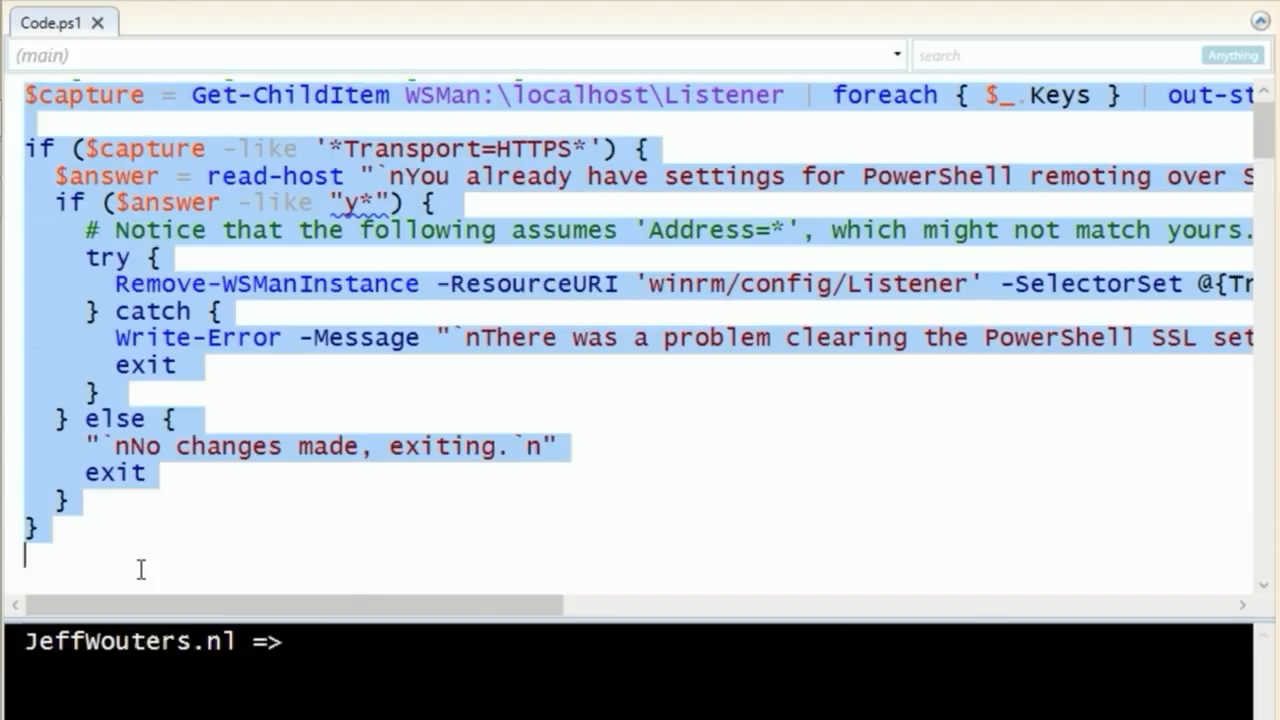 Code.ps1
(main)
search
Anything
$capture = Get-ChildItem WSMan:\localhost\Listener | foreach { $_.Keys } | out-st
if ($capture -like '*Transport=HTTPS*') {
$answer = read-host "`nYou already have settings for PowerShell remoting over S
if ($answer -like "y*") {
# Notice that the following assumes 'Address=*', which might not match yours.
try {
Remove-WSManInstance -ResourceURI 'winrm/config/Listener' -SelectorSet @{Tr
} catch {
Write-Error -Message "`nThere was a problem clearing the PowerShell SSL set
exit
}
} else {
"`nNo changes made, exiting.`n"
exit
}
}
JeffWouters.nl =>